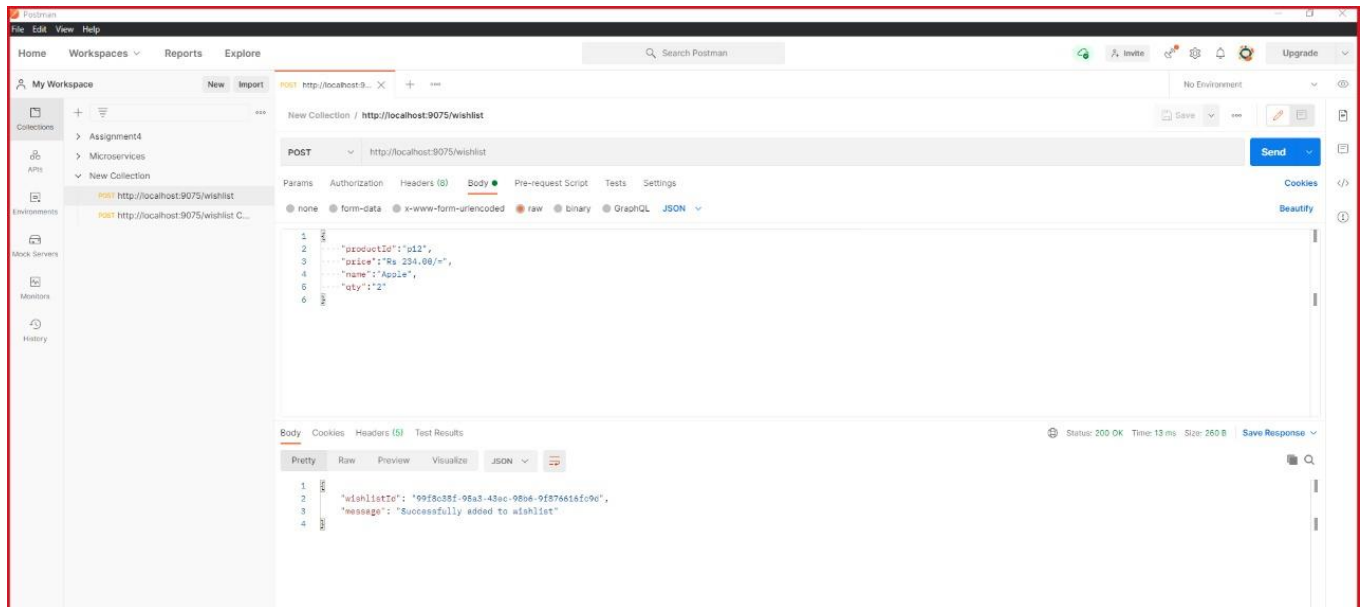 Postman
File Edit View Help
Home Workspaces Reports Explore Search Postman Invite Upgrade
My Workspace New Import POST http://localhost:9... No Environment
Collections
APIs
Environments
Mock Servers
Monitors
History
Assignment4
Microservices
New Collection
POST http://localhost:9075/wishlist
POST http://localhost:9075/wishlist C...
New Collection / http://localhost:9075/wishlist Save
POST http://localhost:9075/wishlist Send
Params Authorization Headers (8) Body Pre-request Script Tests Settings Cookies
none form-data x-www-form-urlencoded raw binary GraphQL JSON Beautify
1 {
2 "productId":"p12",
3 "price":"Rs 234.00/=",
4 "name":"Apple",
5 "qty":"2"
6 }
Body Cookies Headers (5) Test Results Status: 200 OK Time: 13 ms Size: 260 B Save Response
Pretty Raw Preview Visualize JSON
1 {
2 "wishlistId": "99f8c38f-98a3-43ec-98b6-9f876616fc9d",
3 "message": "Successfully added to wishlist"
4 }